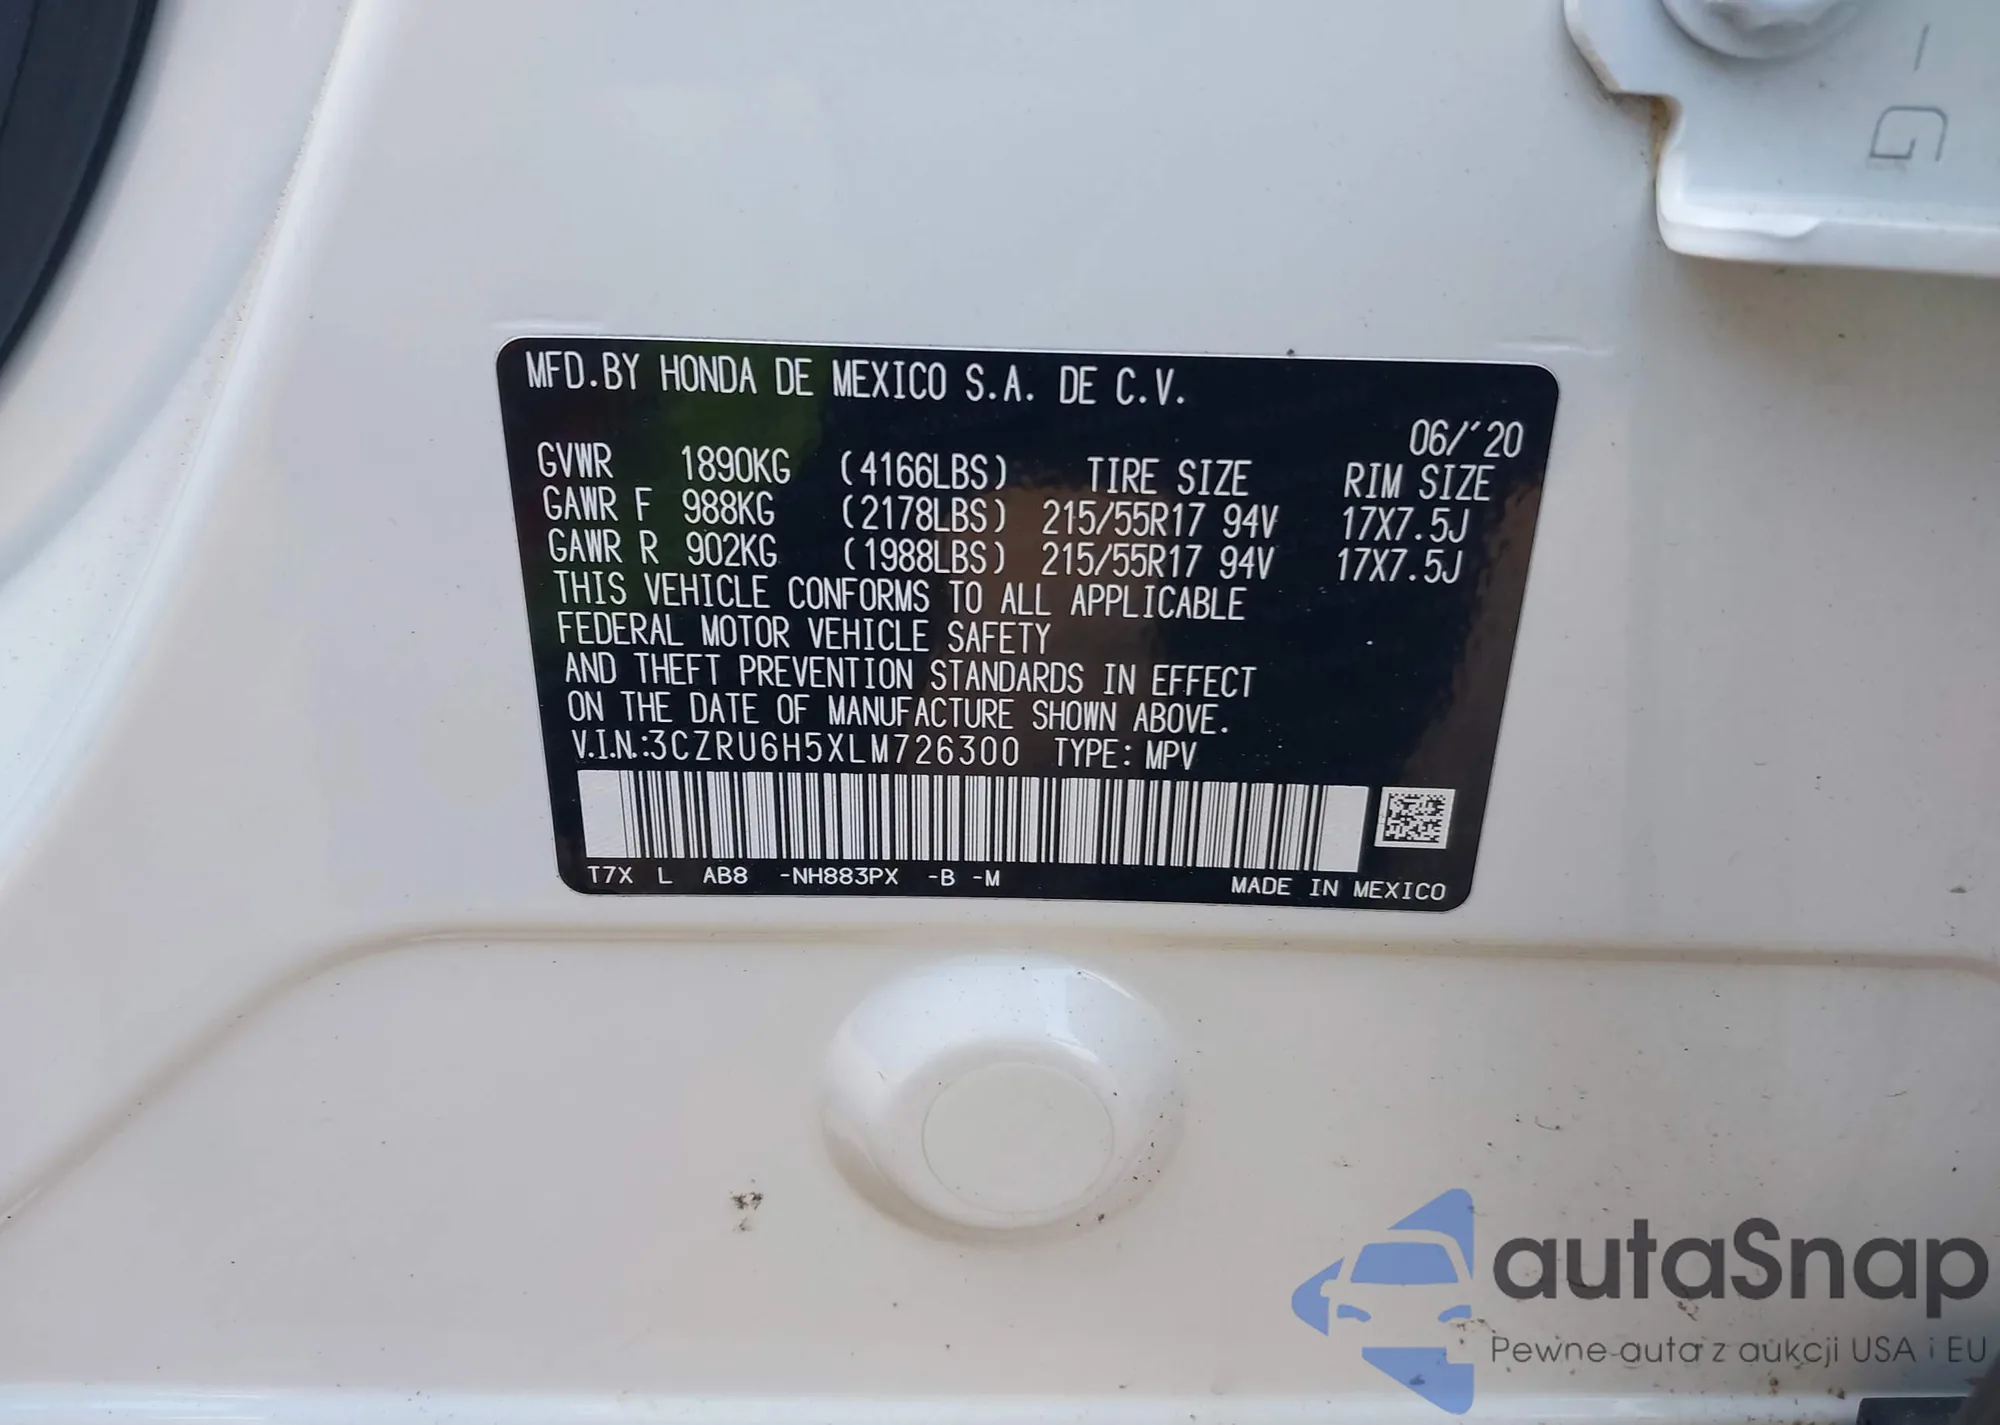 - G
MFD.BY HONDA DE MEXICO S.A. DE C.V.
06/'20
GVWR 1890KG (4166LBS) TIRE SIZE RIM SIZE
GAWR F 988KG (2178LBS) 215/55R17 94V 17X7.5J
GAWR R 902KG (1988LBS) 215/55R17 94V 17X7.5J
THIS VEHICLE CONFORMS TO ALL APPLICABLE
FEDERAL MOTOR VEHICLE SAFETY
AND THEFT PREVENTION STANDARDS IN EFFECT
ON THE DATE OF MANUFACTURE SHOWN ABOVE.
V.I.N.:3CZRU6H5XLM726300 TYPE: MPV
T7X L AB8 -NH883PX -B -M MADE IN MEXICO
autaSnap
Pewne auta z aukcji USA i EU